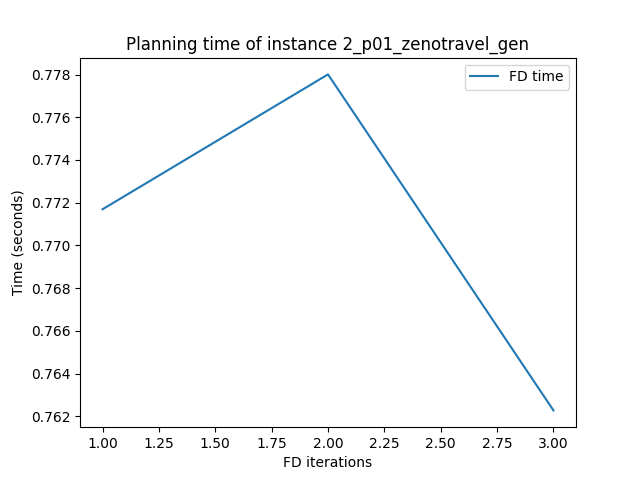 Planning time of instance 2_p01_zenotravel_gen
FD time
Time (seconds)
0.778
0.776
0.774
0.772
0.770
0.768
0.766
0.764
0.762
1.00 1.25 1.50 1.75 2.00 2.25 2.50 2.75 3.00
FD iterations